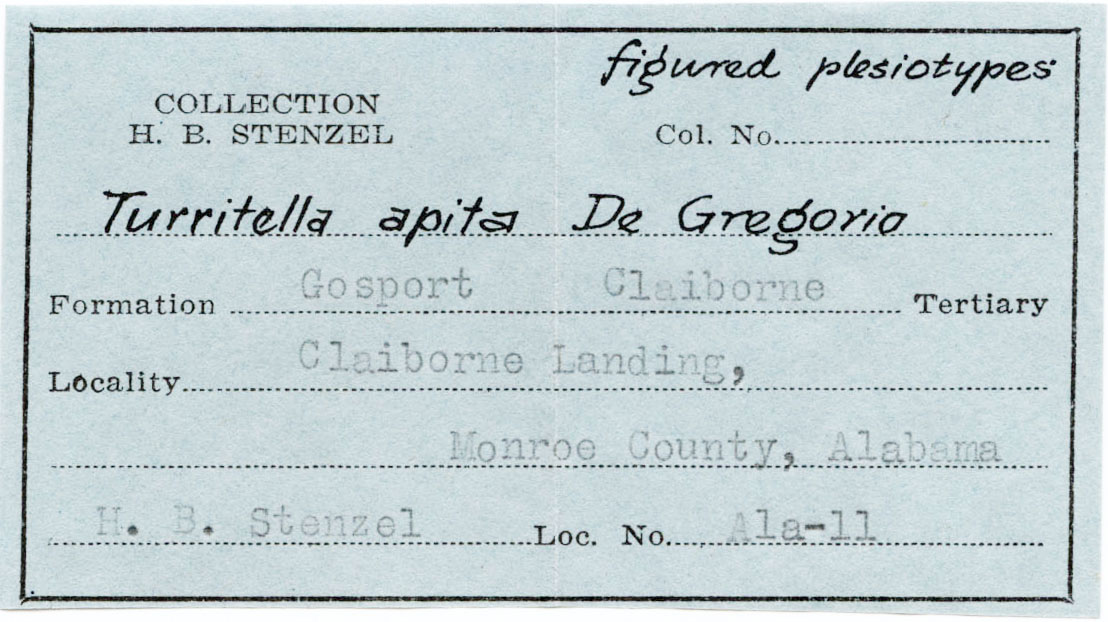 figured plesiotypes
COLLECTION
H. B. STENZEL
Col. No.
Turritella apita De Gregorio
Formation Gosport Claiborne Tertiary
Locality Claiborne Landing,
Monroe County, Alabama
H. B. Stenzel Loc. No. Ala-11